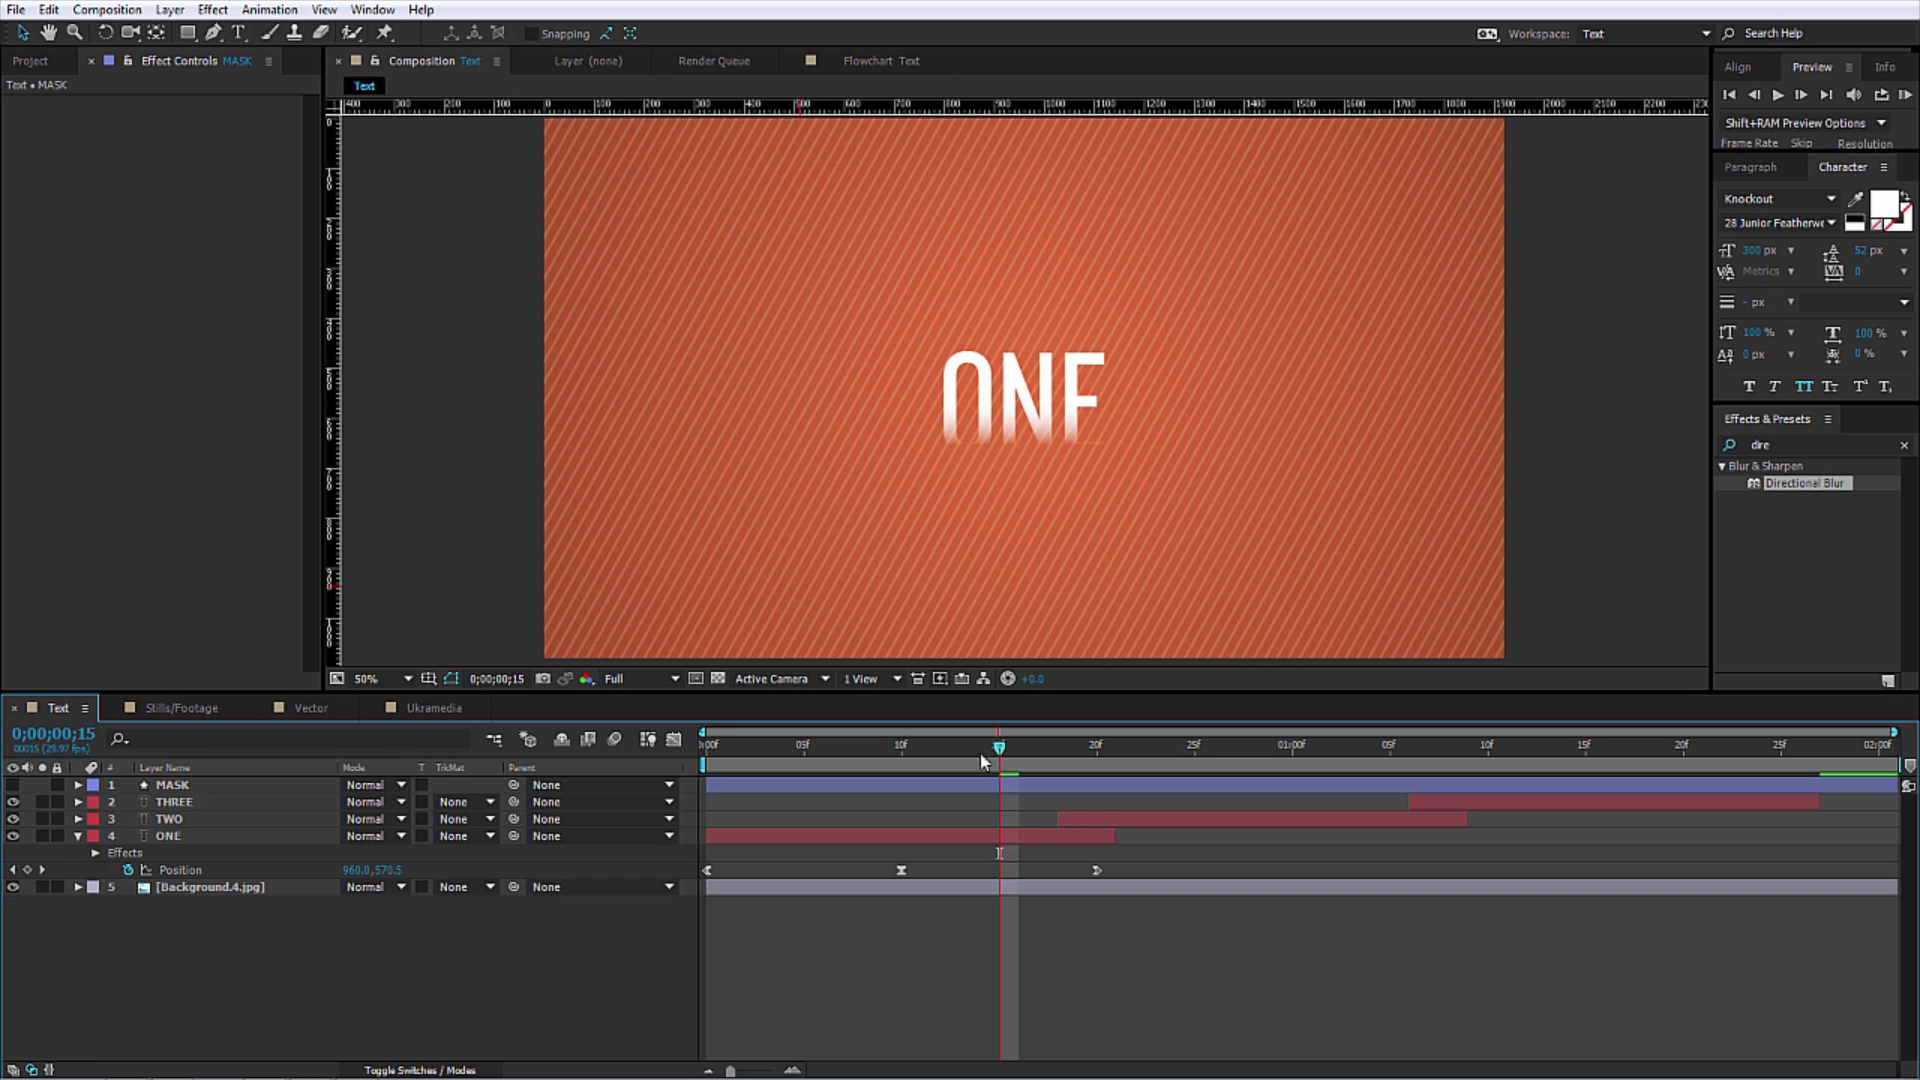 File Edit Composition Layer Effect Animation View Window Help
Snapping
Workspace: Text
Search Help
Project
Effect Controls MASK
Composition Text
Layer (none)
Render Queue
Flowchart Text
Align
Preview
Info
Text • MASK
Text
Shift+RAM Preview Options
Frame Rate Skip Resolution
Paragraph
Character
Knockout
28 Junior Featherwe
300 px
52 px
Metrics
0
- px
100 %
100 %
0 px
0 %
Effects & Presets
dire
Blur & Sharpen
Directional Blur
ONE
50%
0;00;00;15
Full
Active Camera
1 View
+0.0
Text
Stills/Footage
Vector
Ukramedia
0;00;00;15
00015 (29.97 fps)
05f 10f 20f 25f 01:00f 05f 10f 15f 20f 25f 02:00f
# Layer Name Mode T TrkMat Parent
1 MASK Normal None
2 THREE Normal None None
3 TWO Normal None None
4 ONE Normal None None
Effects
Position 960.0,570.5
5 [Background.4.jpg] Normal None None
Toggle Switches / Modes